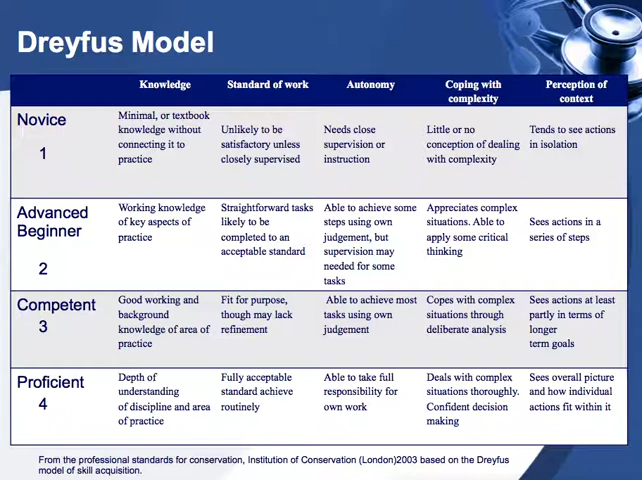 Dreyfus Model
Knowledge
Standard of work
Autonomy
Coping with
complexity
Perception of
context
Novice
1
Minimal, or textbook
knowledge without
connecting it to
practice
Unlikely to be
satisfactory unless
closely supervised
Needs close
supervision or
instruction
Little or no
conception of dealing
with complexity
Tends to see actions
in isolation
Advanced
Beginner
2
Working knowledge
of key aspects of
practice
Straightforward tasks
likely to be
completed to an
acceptable standard
Able to achieve some
steps using own
judgement, but
supervision may
needed for some
tasks
Appreciates complex
situations. Able to
apply some critical
thinking
Sees actions in a
series of steps
Competent
3
Good working and
background
knowledge of area of
practice
Fit for purpose,
though may lack
refinement
Able to achieve most
tasks using own
judgement
Copes with complex
situations through
deliberate analysis
Sees actions at least
partly in terms of
longer
term goals
Proficient
4
Depth of
understanding
of discipline and area
of practice
Fully acceptable
standard achieve
routinely
Able to take full
responsibility for
own work
Deals with complex
situations thoroughly.
Confident decision
making
Sees overall picture
and how individual
actions fit within it
From the professional standards for conservation, Institution of Conservation (London)2003 based on the Dreyfus
model of skill acquisition.